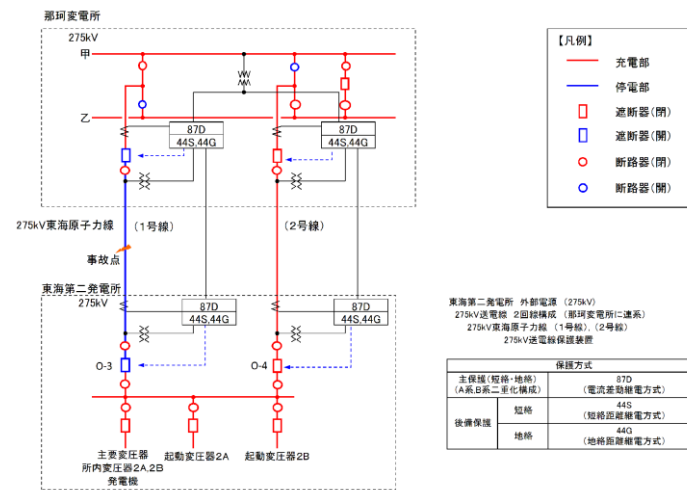 那珂変電所
275kV
甲
乙
87D
44S,44G
87D
44S,44G
275kV東海原子力線
(1号線)
(2号線)
事故点
東海第二発電所
275kV
87D
44S,44G
87D
44S,44G
O-3
O-4
主要変圧器
所内変圧器2A,2B
発電機
起動変圧器2A
起動変圧器2B
【凡例】
充電部
停電部
遮断器(閉)
遮断器(開)
断路器(閉)
断路器(開)
東海第二発電所 外部電源 (275kV)
275kV送電線 2回線構成 (那珂変電所に連系)
275kV東海原子力線 (1号線),(2号線)
275kV送電線保護装置
保護方式
主保護(短絡・地絡)
(A系,B系二重化構成)
87D
(電流差動継電方式)
後備保護
短絡
44S
(短絡距離継電方式)
地絡
44G
(地絡距離継電方式)